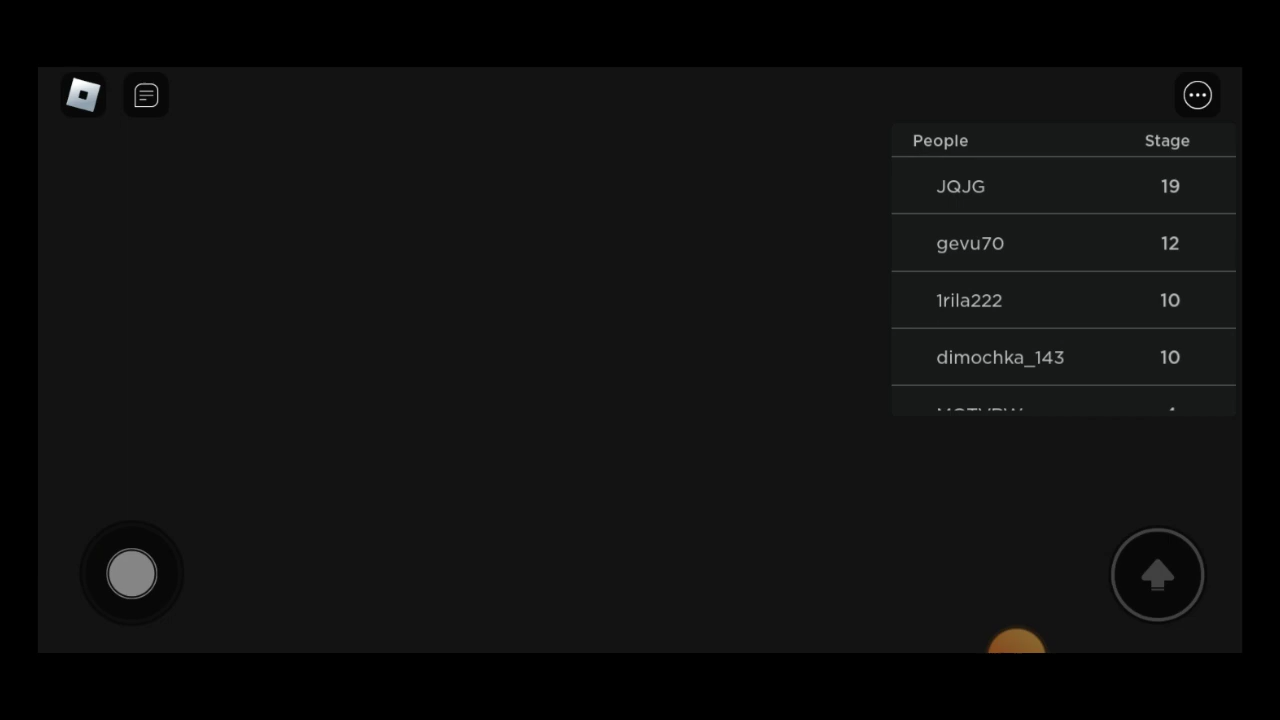 People Stage
JQJG 19
gevu70 12
1rila222 10
dimochka_143 10